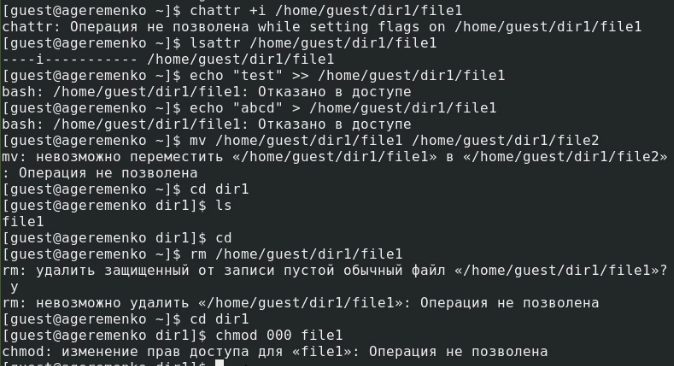 [guest@ageremenko ~]$ chattr +i /home/guest/dir1/file1
chattr: Операция не позволена while setting flags on /home/guest/dir1/file1
[guest@ageremenko ~]$ lsattr /home/guest/dir1/file1
----i----------- /home/guest/dir1/file1
[guest@ageremenko ~]$ echo "test" >> /home/guest/dir1/file1
bash: /home/guest/dir1/file1: Отказано в доступе
[guest@ageremenko ~]$ echo "abcd" > /home/guest/dir1/file1
bash: /home/guest/dir1/file1: Отказано в доступе
[guest@ageremenko ~]$ mv /home/guest/dir1/file1 /home/guest/dir1/file2
mv: невозможно переместить «/home/guest/dir1/file1» в «/home/guest/dir1/file2»
: Операция не позволена
[guest@ageremenko ~]$ cd dir1
[guest@ageremenko dir1]$ ls
file1
[guest@ageremenko dir1]$ cd
[guest@ageremenko ~]$ rm /home/guest/dir1/file1
rm: удалить защищенный от записи пустой обычный файл «/home/guest/dir1/file1»?
 y
rm: невозможно удалить «/home/guest/dir1/file1»: Операция не позволена
[guest@ageremenko ~]$ cd dir1
[guest@ageremenko dir1]$ chmod 000 file1
chmod: изменение прав доступа для «file1»: Операция не позволена
[guest@ageremenko dir1]$